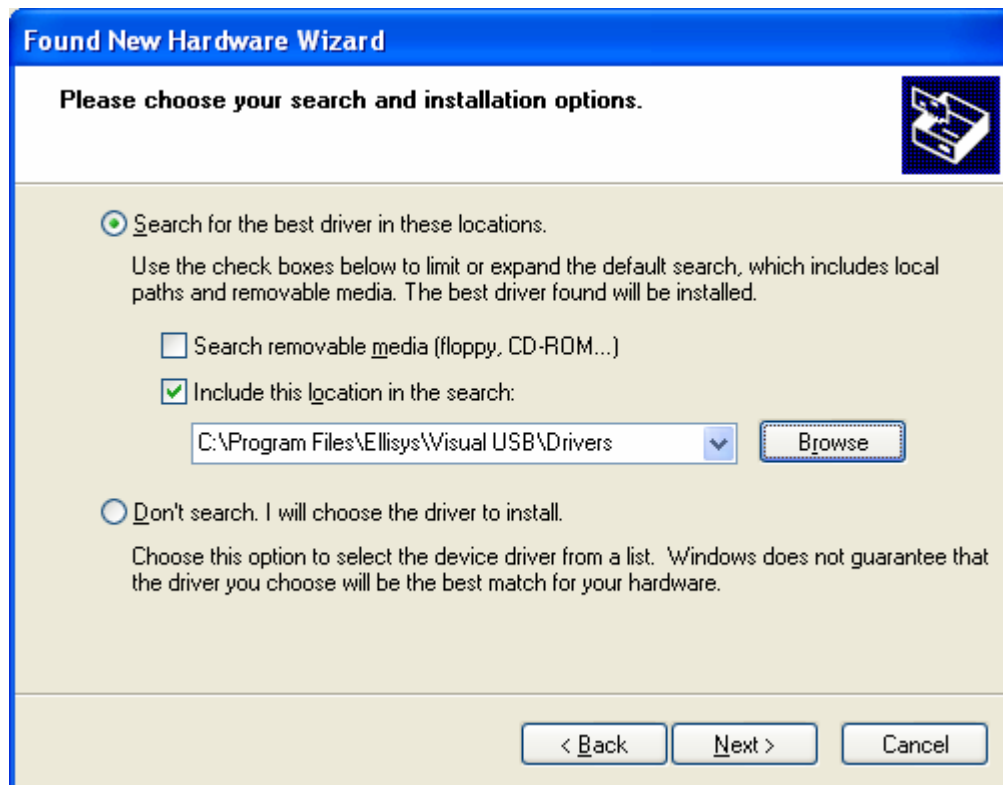 Found New Hardware Wizard
Please choose your search and installation options.
Search for the best driver in these locations.
Use the check boxes below to limit or expand the default search, which includes local
paths and removable media. The best driver found will be installed.
Search removable media (floppy, CD-ROM...)
Include this location in the search:
C:\Program Files\Ellisys\Visual USB\Drivers
Browse
Don't search. I will choose the driver to install.
Choose this option to select the device driver from a list.  Windows does not guarantee that
the driver you choose will be the best match for your hardware.
< Back
Next >
Cancel